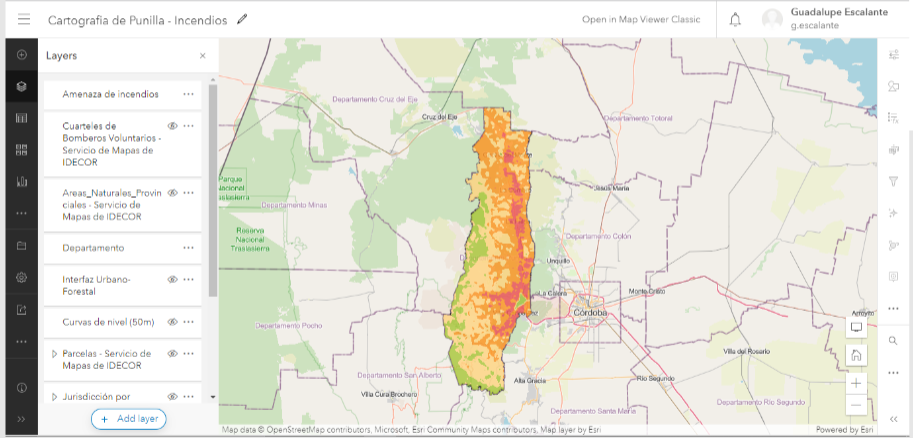 Cartografía de Punilla - Incendios
Open in Map Viewer Classic
Guadalupe Escalante
g.escalante
Layers
Amenaza de incendios
Cuarteles de
Bomberos Voluntarios -
Servicio de Mapas de
IDECOR
Areas_Naturales_Provin
ciales - Servicio de
Mapas de IDECOR
Departamento
Interfaz Urbano-
Forestal
Curvas de nivel (50m)
Parcelas - Servicio de
Mapas de IDECOR
Jurisdicción por
Add layer
Departamento Cruz del Eje
Cruz del Eje
Departamento Totoral
Parque
Nacional
Traslasierra
Departamento Minas
Jesús María
Reserva
Nacional
Traslasierra
Departamento Colón
Unquillo
La Calera
Monte Cristo
Córdoba
Arroyito
Departamento Pocho
Villa del Rosario
Departamento San Alberto
Alta Gracia
Río Segundo
Villa Cura Brochero
Departamento Santa María
Departamento Río Segundo
Map data © OpenStreetMap contributors, Microsoft, Esri Community Maps contributors, Map layer by Esri
Powered by Esri